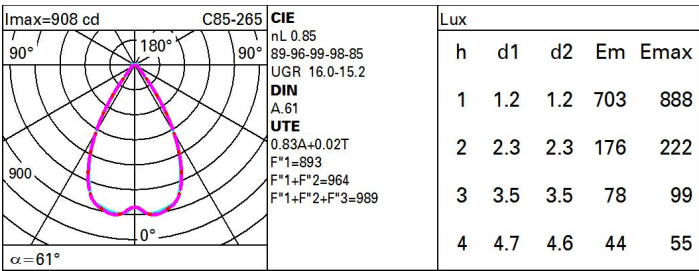 Imax=908 cd C85-265
90° 180° 90°
900
0°
α=61°
CIE
nL 0.85
89-96-99-98-85
UGR 16.0-15.2
DIN
A.61
UTE
0.83A+0.02T
F"1=893
F"1+F"2=964
F"1+F"2+F"3=989
Lux
h d1 d2 Em Emax
1 1.2 1.2 703 888
2 2.3 2.3 176 222
3 3.5 3.5 78 99
4 4.7 4.6 44 55